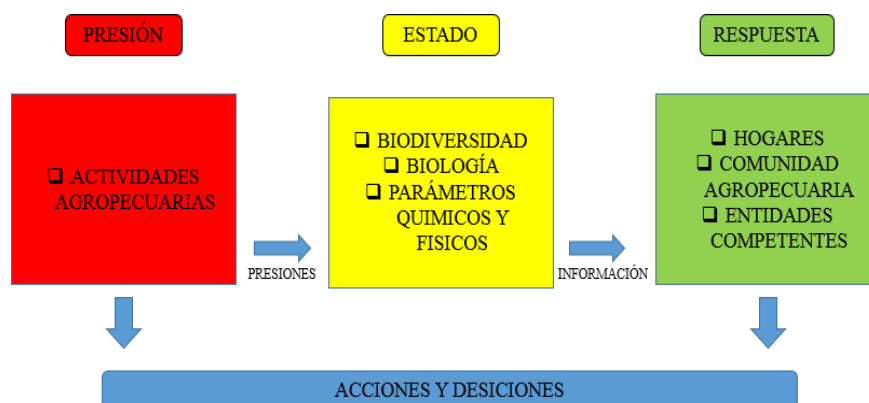 PRESIÓN
ESTADO
RESPUESTA
ACTIVIDADES
AGROPECUARIAS
PRESIONES
BIODIVERSIDAD
BIOLOGÍA
PARÁMETROS
QUIMICOS Y
FISICOS
INFORMACIÓN
HOGARES
COMUNIDAD
AGROPECUARIA
ENTIDADES
COMPETENTES
ACCIONES Y DESICIONES